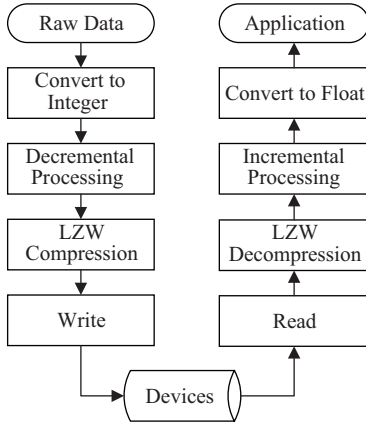 Raw Data
Convert to
Integer
Decremental
Processing
LZW
Compression
Write
Devices
Application
Convert to Float
Incremental
Processing
LZW
Decompression
Read